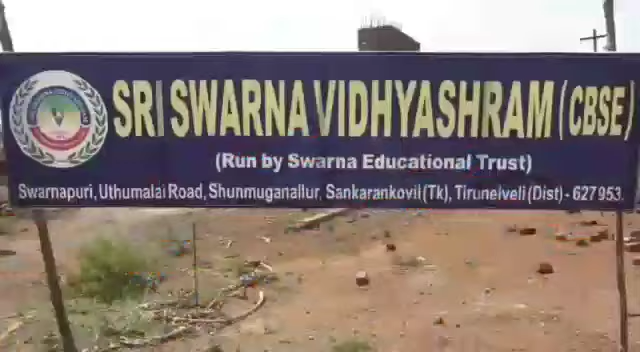 SRI SWARNA VIDHYASHRAM (CBSE)
(Run by Swarna Educational Trust)
Swarnapuri, Uthumalai Road, Shunmuganallur, Sankarankovil (Tk), Tirunelveli (Dist) - 627 953